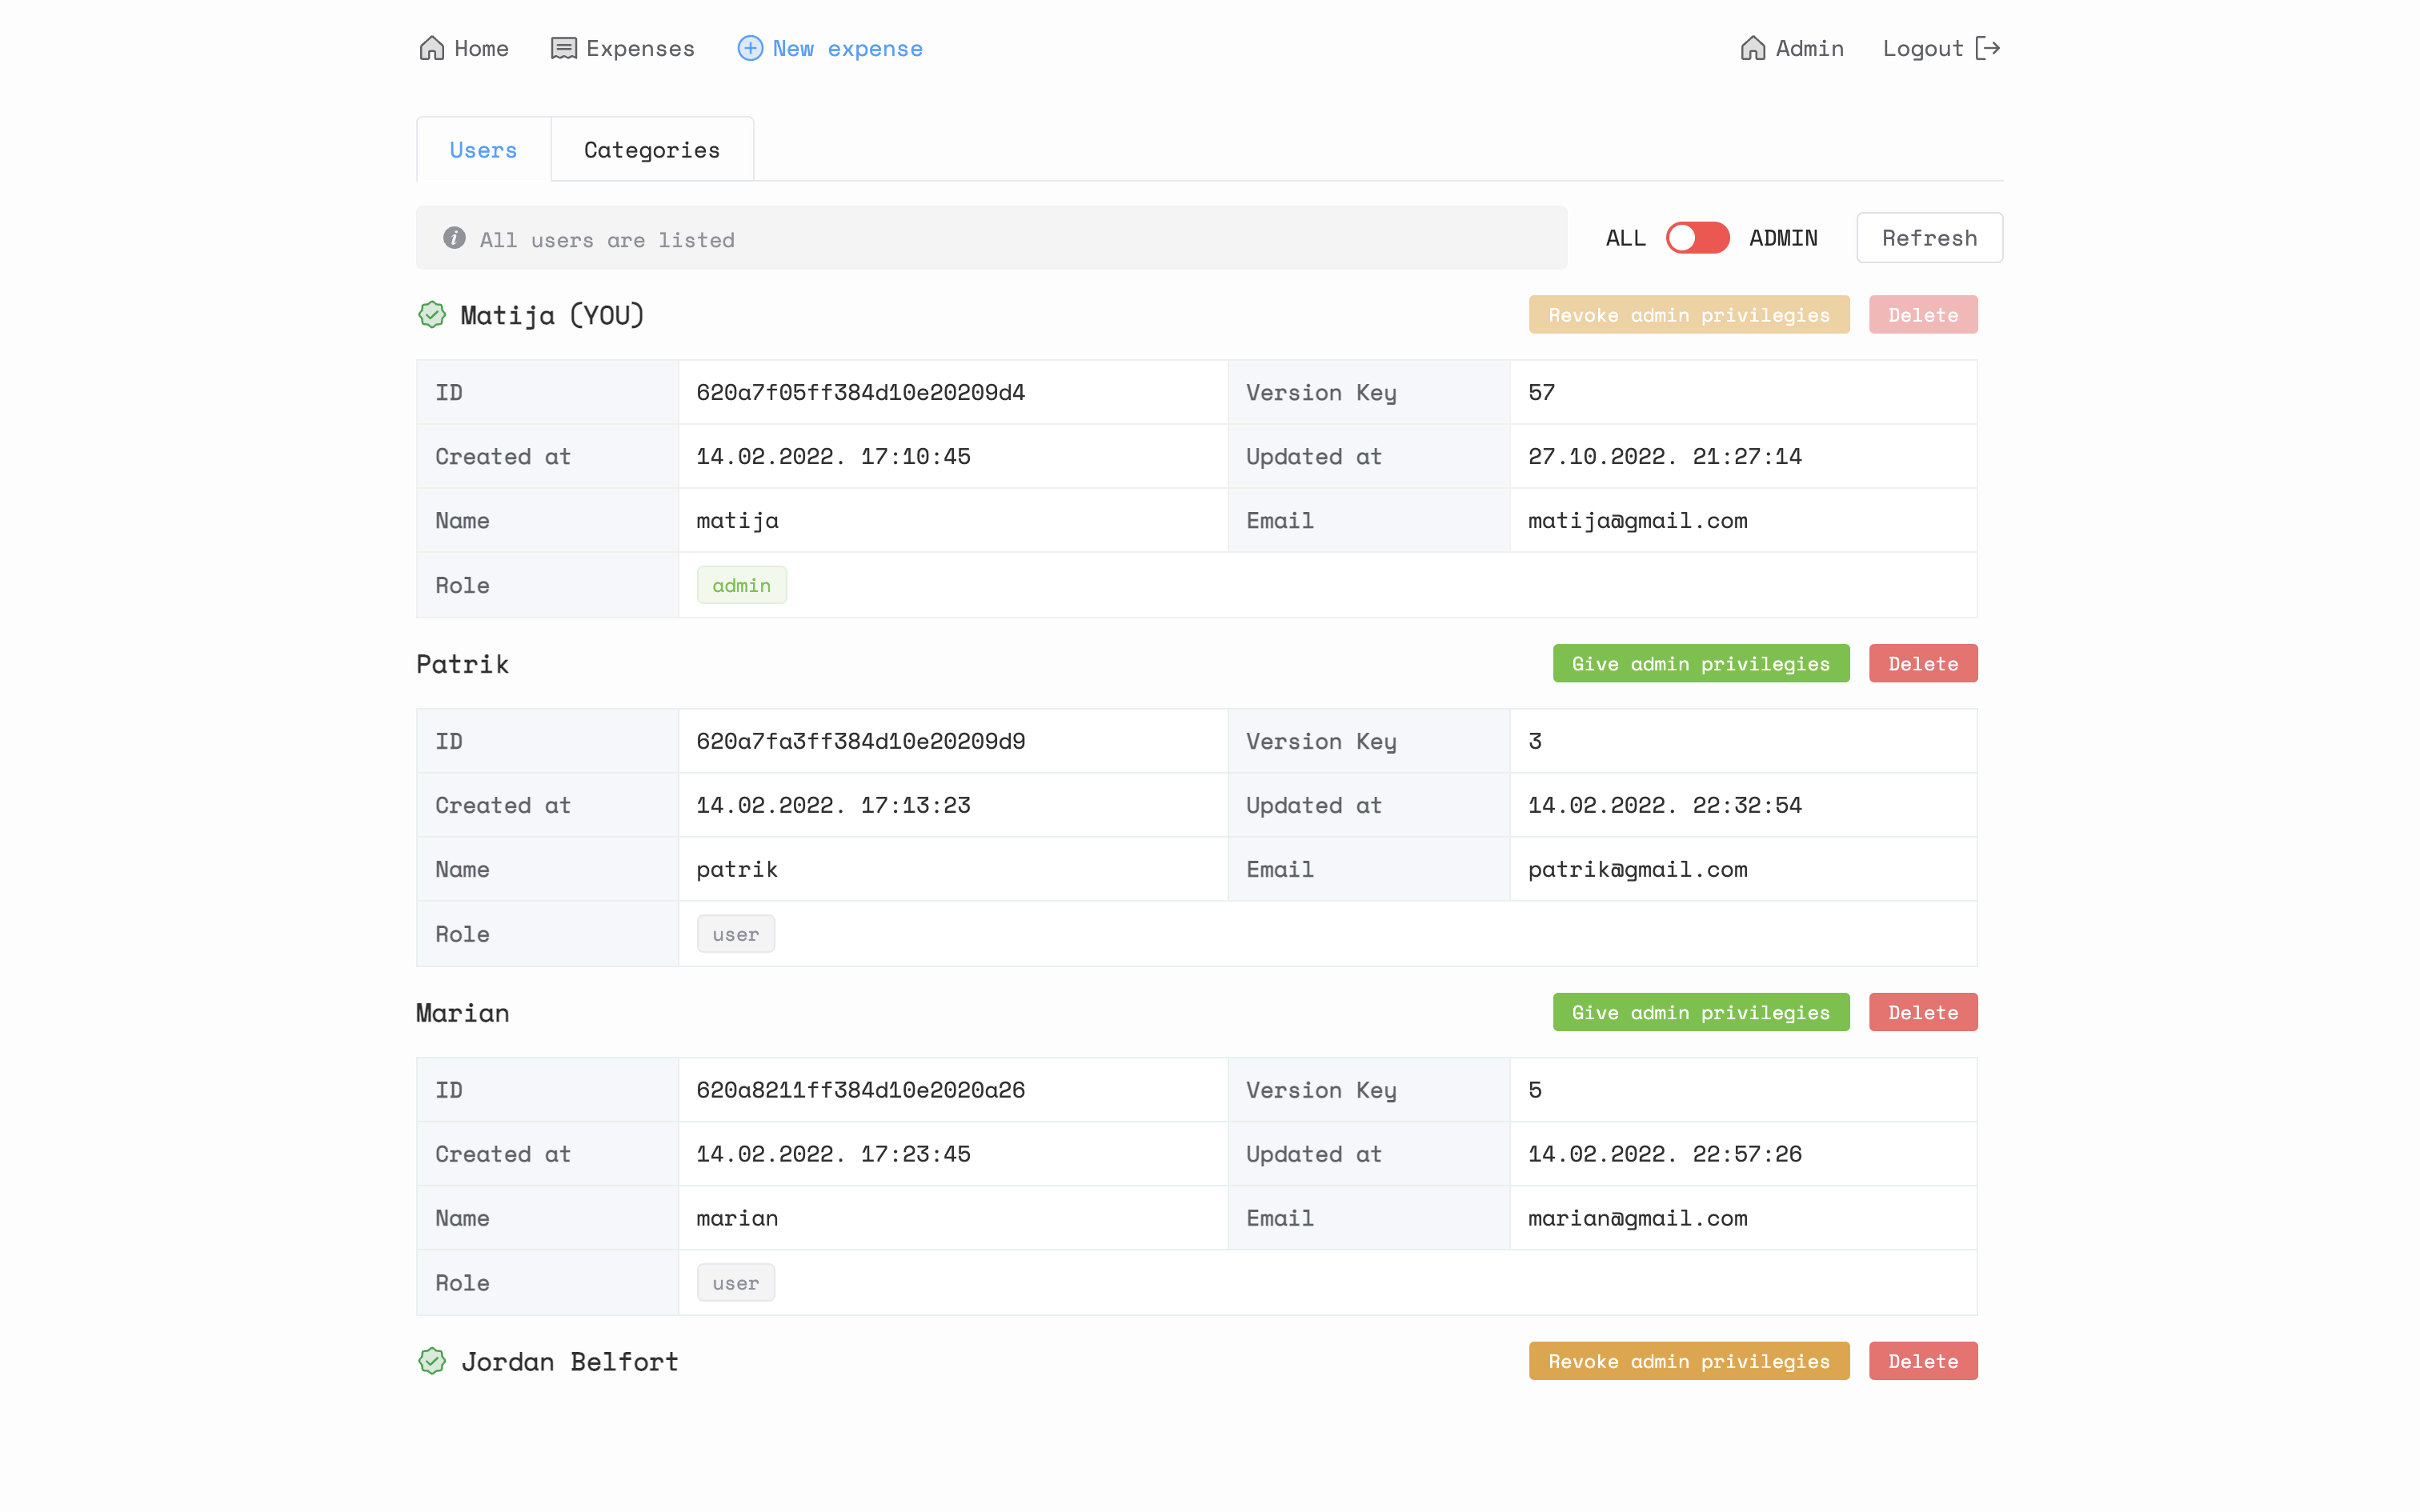 Home Expenses New expense Admin Logout
Users Categories
All users are listed ALL ADMIN Refresh
Matija (YOU) Revoke admin privilegies Delete
ID 620a7f05ff384d10e20209d4 Version Key 57
Created at 14.02.2022. 17:10:45 Updated at 27.10.2022. 21:27:14
Name matija Email matija@gmail.com
Role admin
Patrik Give admin privilegies Delete
ID 620a7fa3ff384d10e20209d9 Version Key 3
Created at 14.02.2022. 17:13:23 Updated at 14.02.2022. 22:32:54
Name patrik Email patrik@gmail.com
Role user
Marian Give admin privilegies Delete
ID 620a8211ff384d10e2020a26 Version Key 5
Created at 14.02.2022. 17:23:45 Updated at 14.02.2022. 22:57:26
Name marian Email marian@gmail.com
Role user
Jordan Belfort Revoke admin privilegies Delete